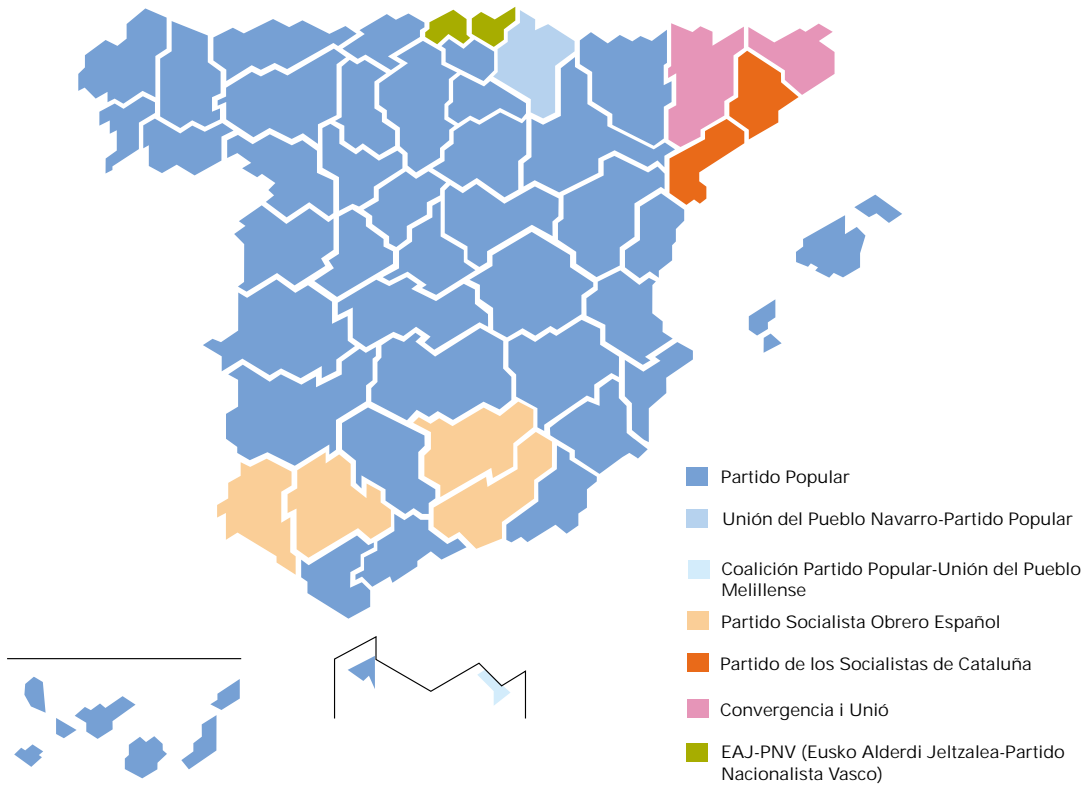 Partido Popular
Unión del Pueblo Navarro-Partido Popular
Coalición Partido Popular-Unión del Pueblo
Melillense
Partido Socialista Obrero Español
Partido de los Socialistas de Cataluña
Convergencia i Unió
EAJ-PNV (Eusko Alderdi Jeltzalea-Partido
Nacionalista Vasco)